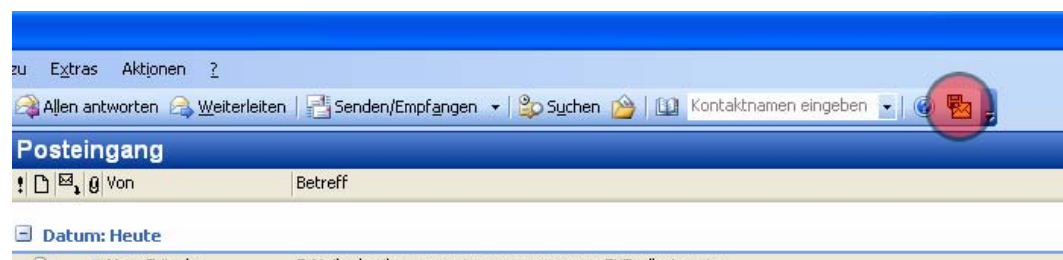 zu Extras Aktionen ?
Allen antworten Weiterleiten Senden/Empfangen Suchen Kontaktnamen eingeben
Posteingang
! Von Betreff
Datum: Heute